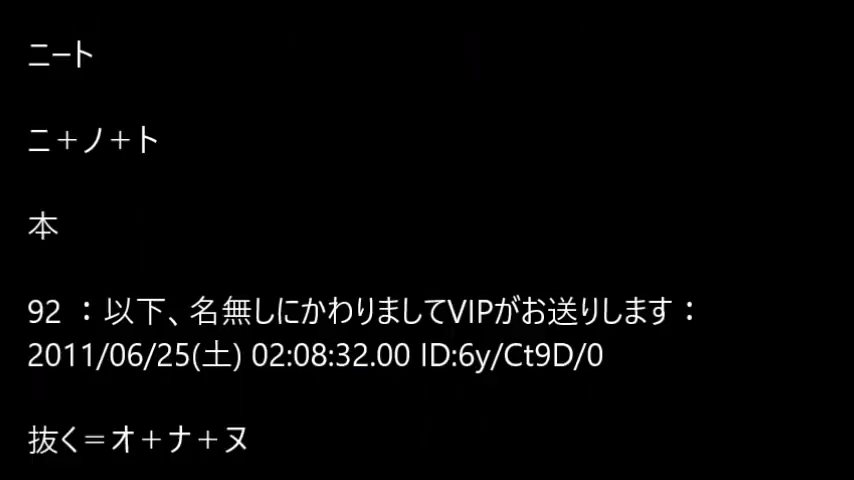 ニート
ニ＋ノ＋ト
本
92 ：以下、名無しにかわりましてVIPがお送りします：
2011/06/25(土) 02:08:32.00 ID:6y/Ct9D/0
抜く＝オ＋ナ＋ヌ